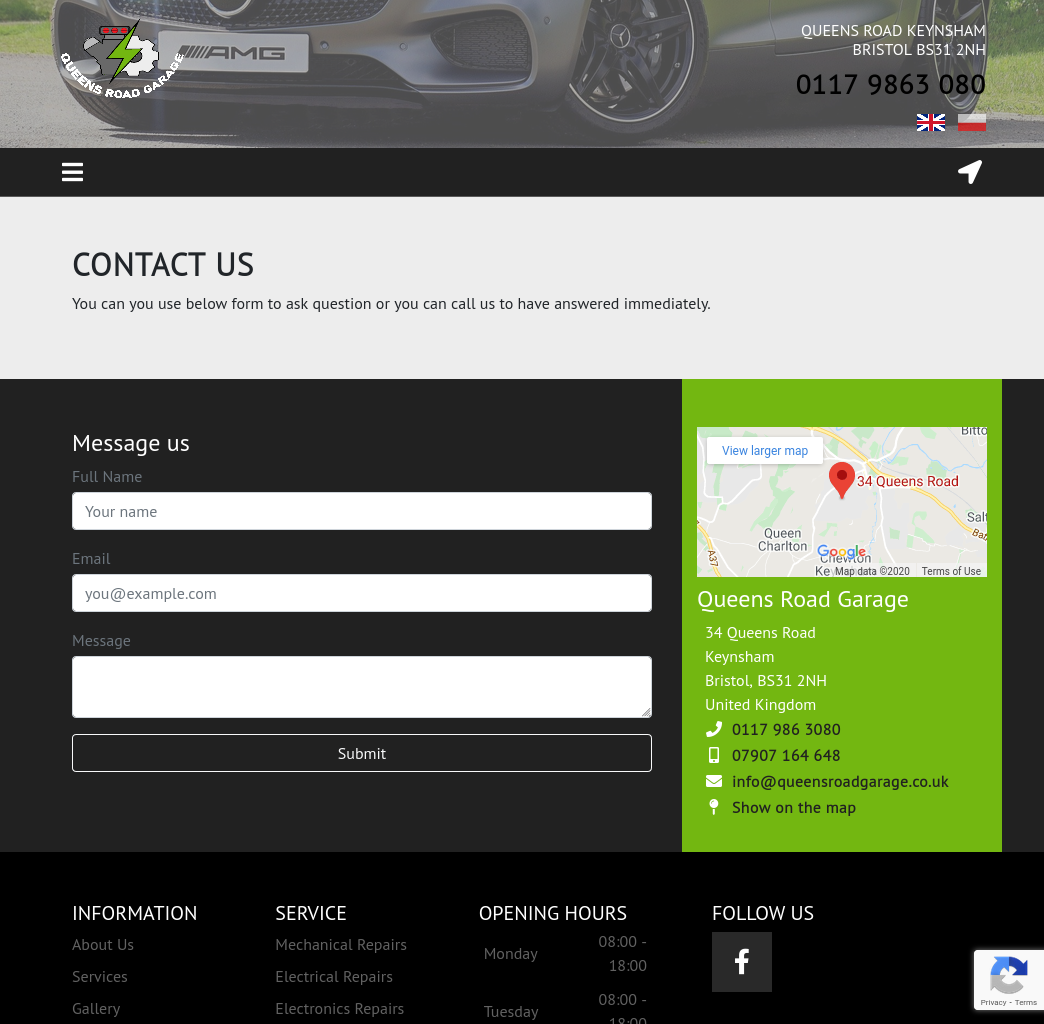 AMG
QUEENS ROAD GARAGE
QUEENS ROAD KEYNSHAM
BRISTOL BS31 2NH
0117 9863 080
CONTACT US
You can you use below form to ask question or you can call us to have answered immediately.
Message us
Full Name
Your name
Email
you@example.com
Message
Submit
View larger map
34 Queens Road
Queen
Charlton
A37
Google
Map data ©2020
Terms of Use
Queens Road Garage
34 Queens Road
Keynsham
Bristol, BS31 2NH
United Kingdom
0117 986 3080
07907 164 648
info@queensroadgarage.co.uk
Show on the map
INFORMATION
About Us
Services
Gallery
SERVICE
Mechanical Repairs
Electrical Repairs
Electronics Repairs
OPENING HOURS
Monday
08:00 -
18:00
Tuesday
08:00 -
18:00
FOLLOW US
Privacy - Terms